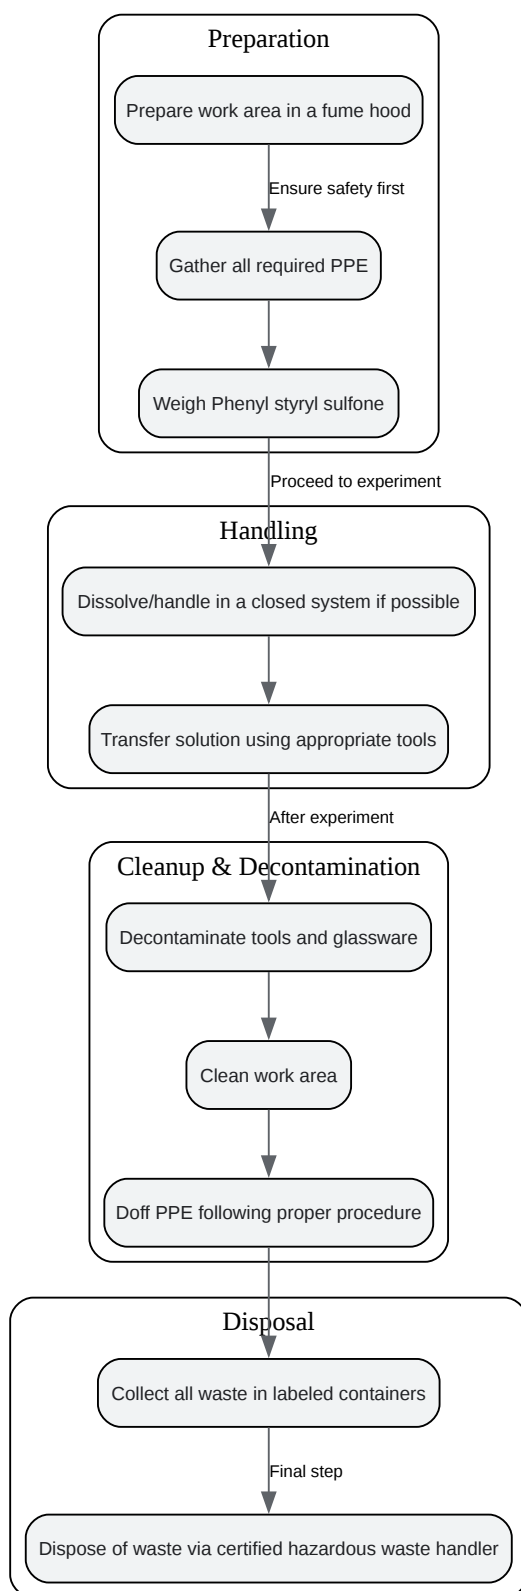 Preparation
Prepare work area in a fume hood
Ensure safety first
Gather all required PPE
Weigh Phenyl styryl sulfone
Proceed to experiment
Handling
Dissolve/handle in a closed system if possible
Transfer solution using appropriate tools
After experiment
Cleanup & Decontamination
Decontaminate tools and glassware
Clean work area
Doff PPE following proper procedure
Disposal
Collect all waste in labeled containers
Final step
Dispose of waste via certified hazardous waste handler